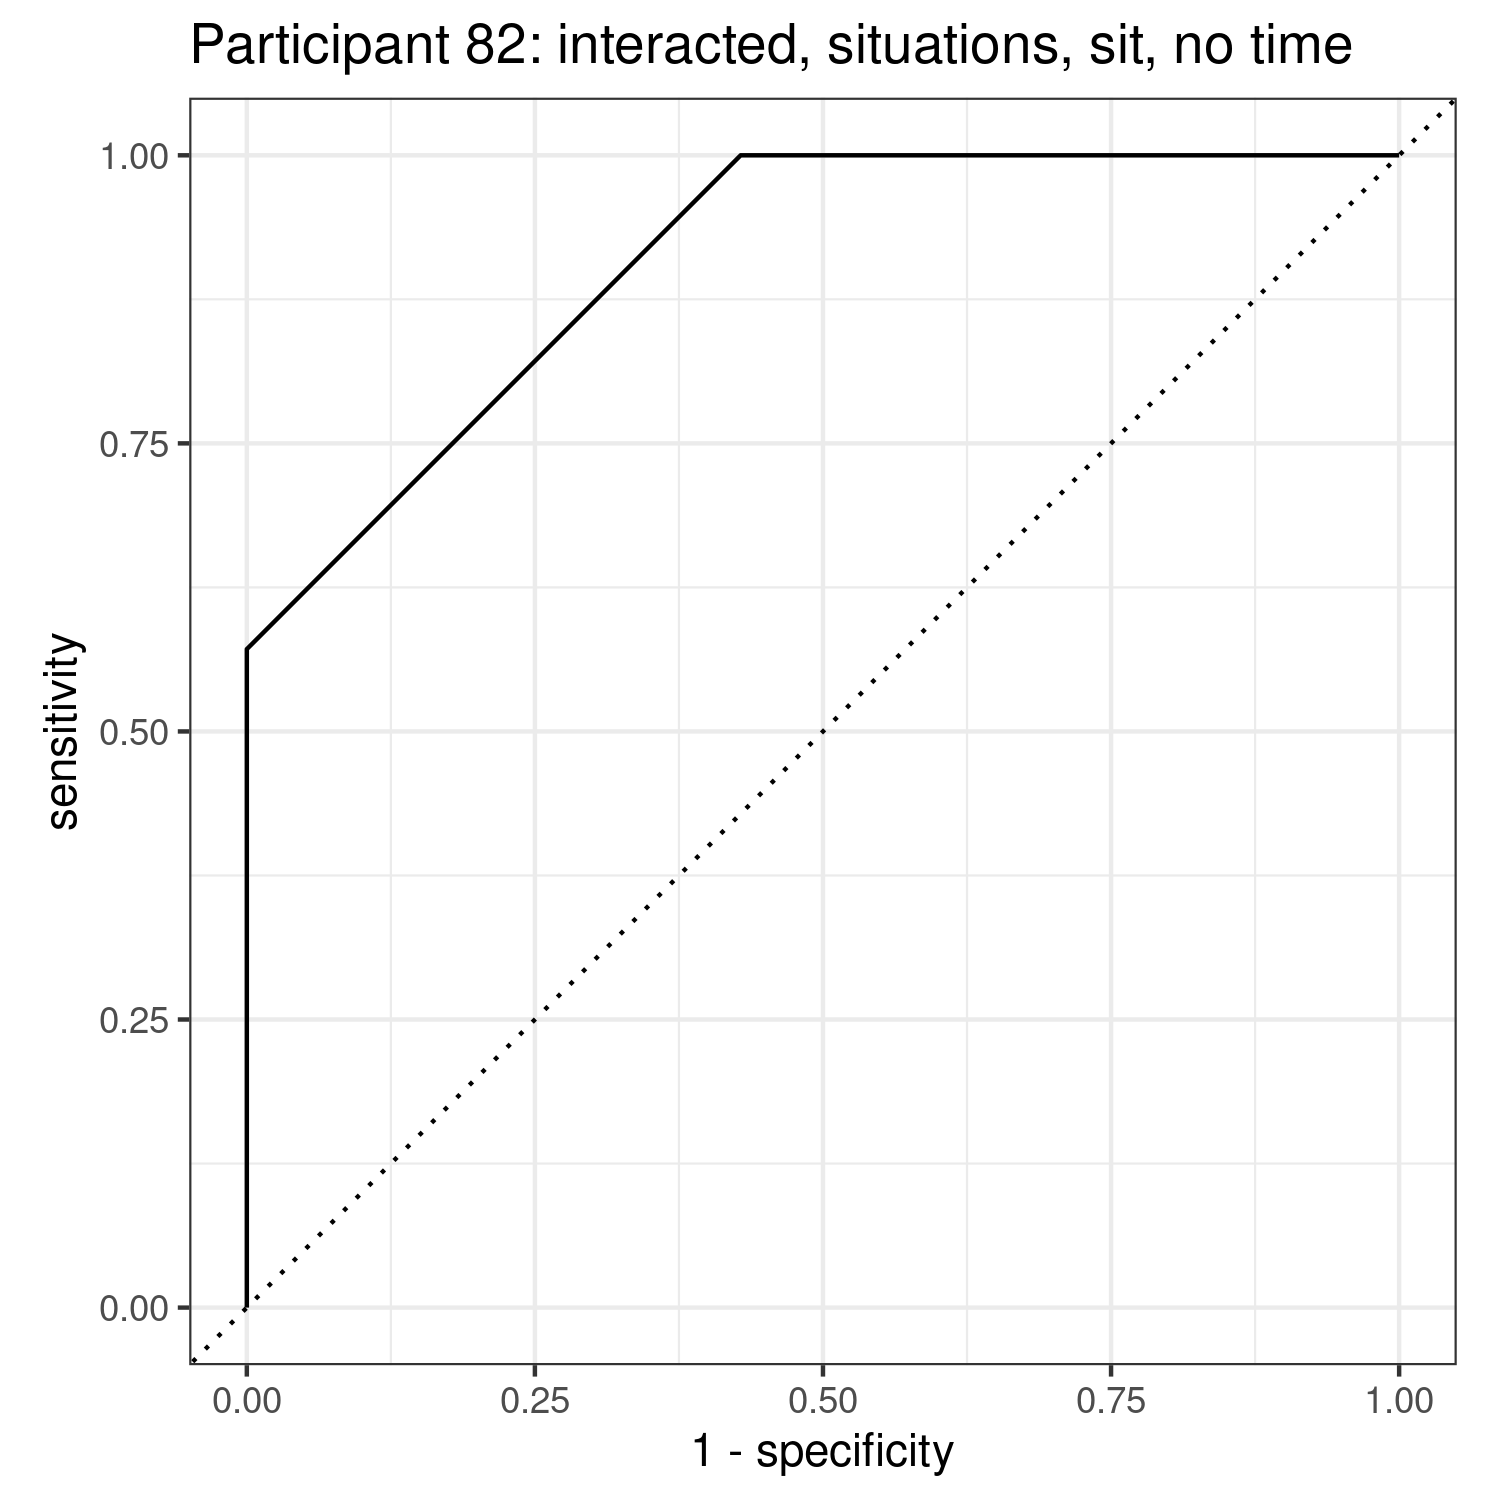 Participant 82: interacted, situations, sit, no time
sensitivity
1.00
0.75
0.50
0.25
0.00
0.00 0.25 0.50 0.75 1.00
1 - specificity